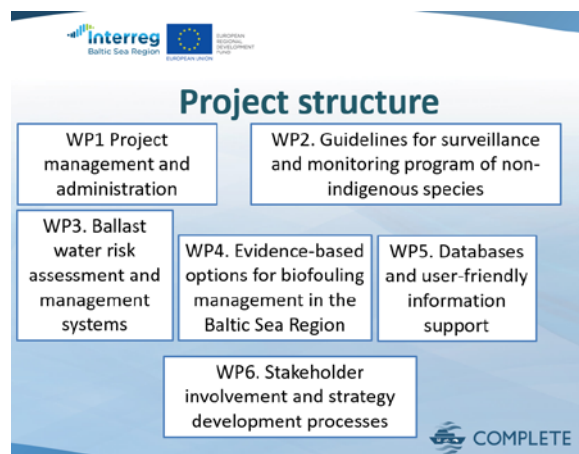 Interreg
Baltic Sea Region
EUROPEAN UNION
EUROPEAN
REGIONAL
DEVELOPMENT
FUND
Project structure
WP1 Project
management and
administration
WP2. Guidelines for surveillance
and monitoring program of non-
indigenous species
WP3. Ballast
water risk
assessment and
management
systems
WP4. Evidence-based
options for biofouling
management in the
Baltic Sea Region
WP5. Databases
and user-friendly
information
support
WP6. Stakeholder
involvement and strategy
development processes
COMPLETE